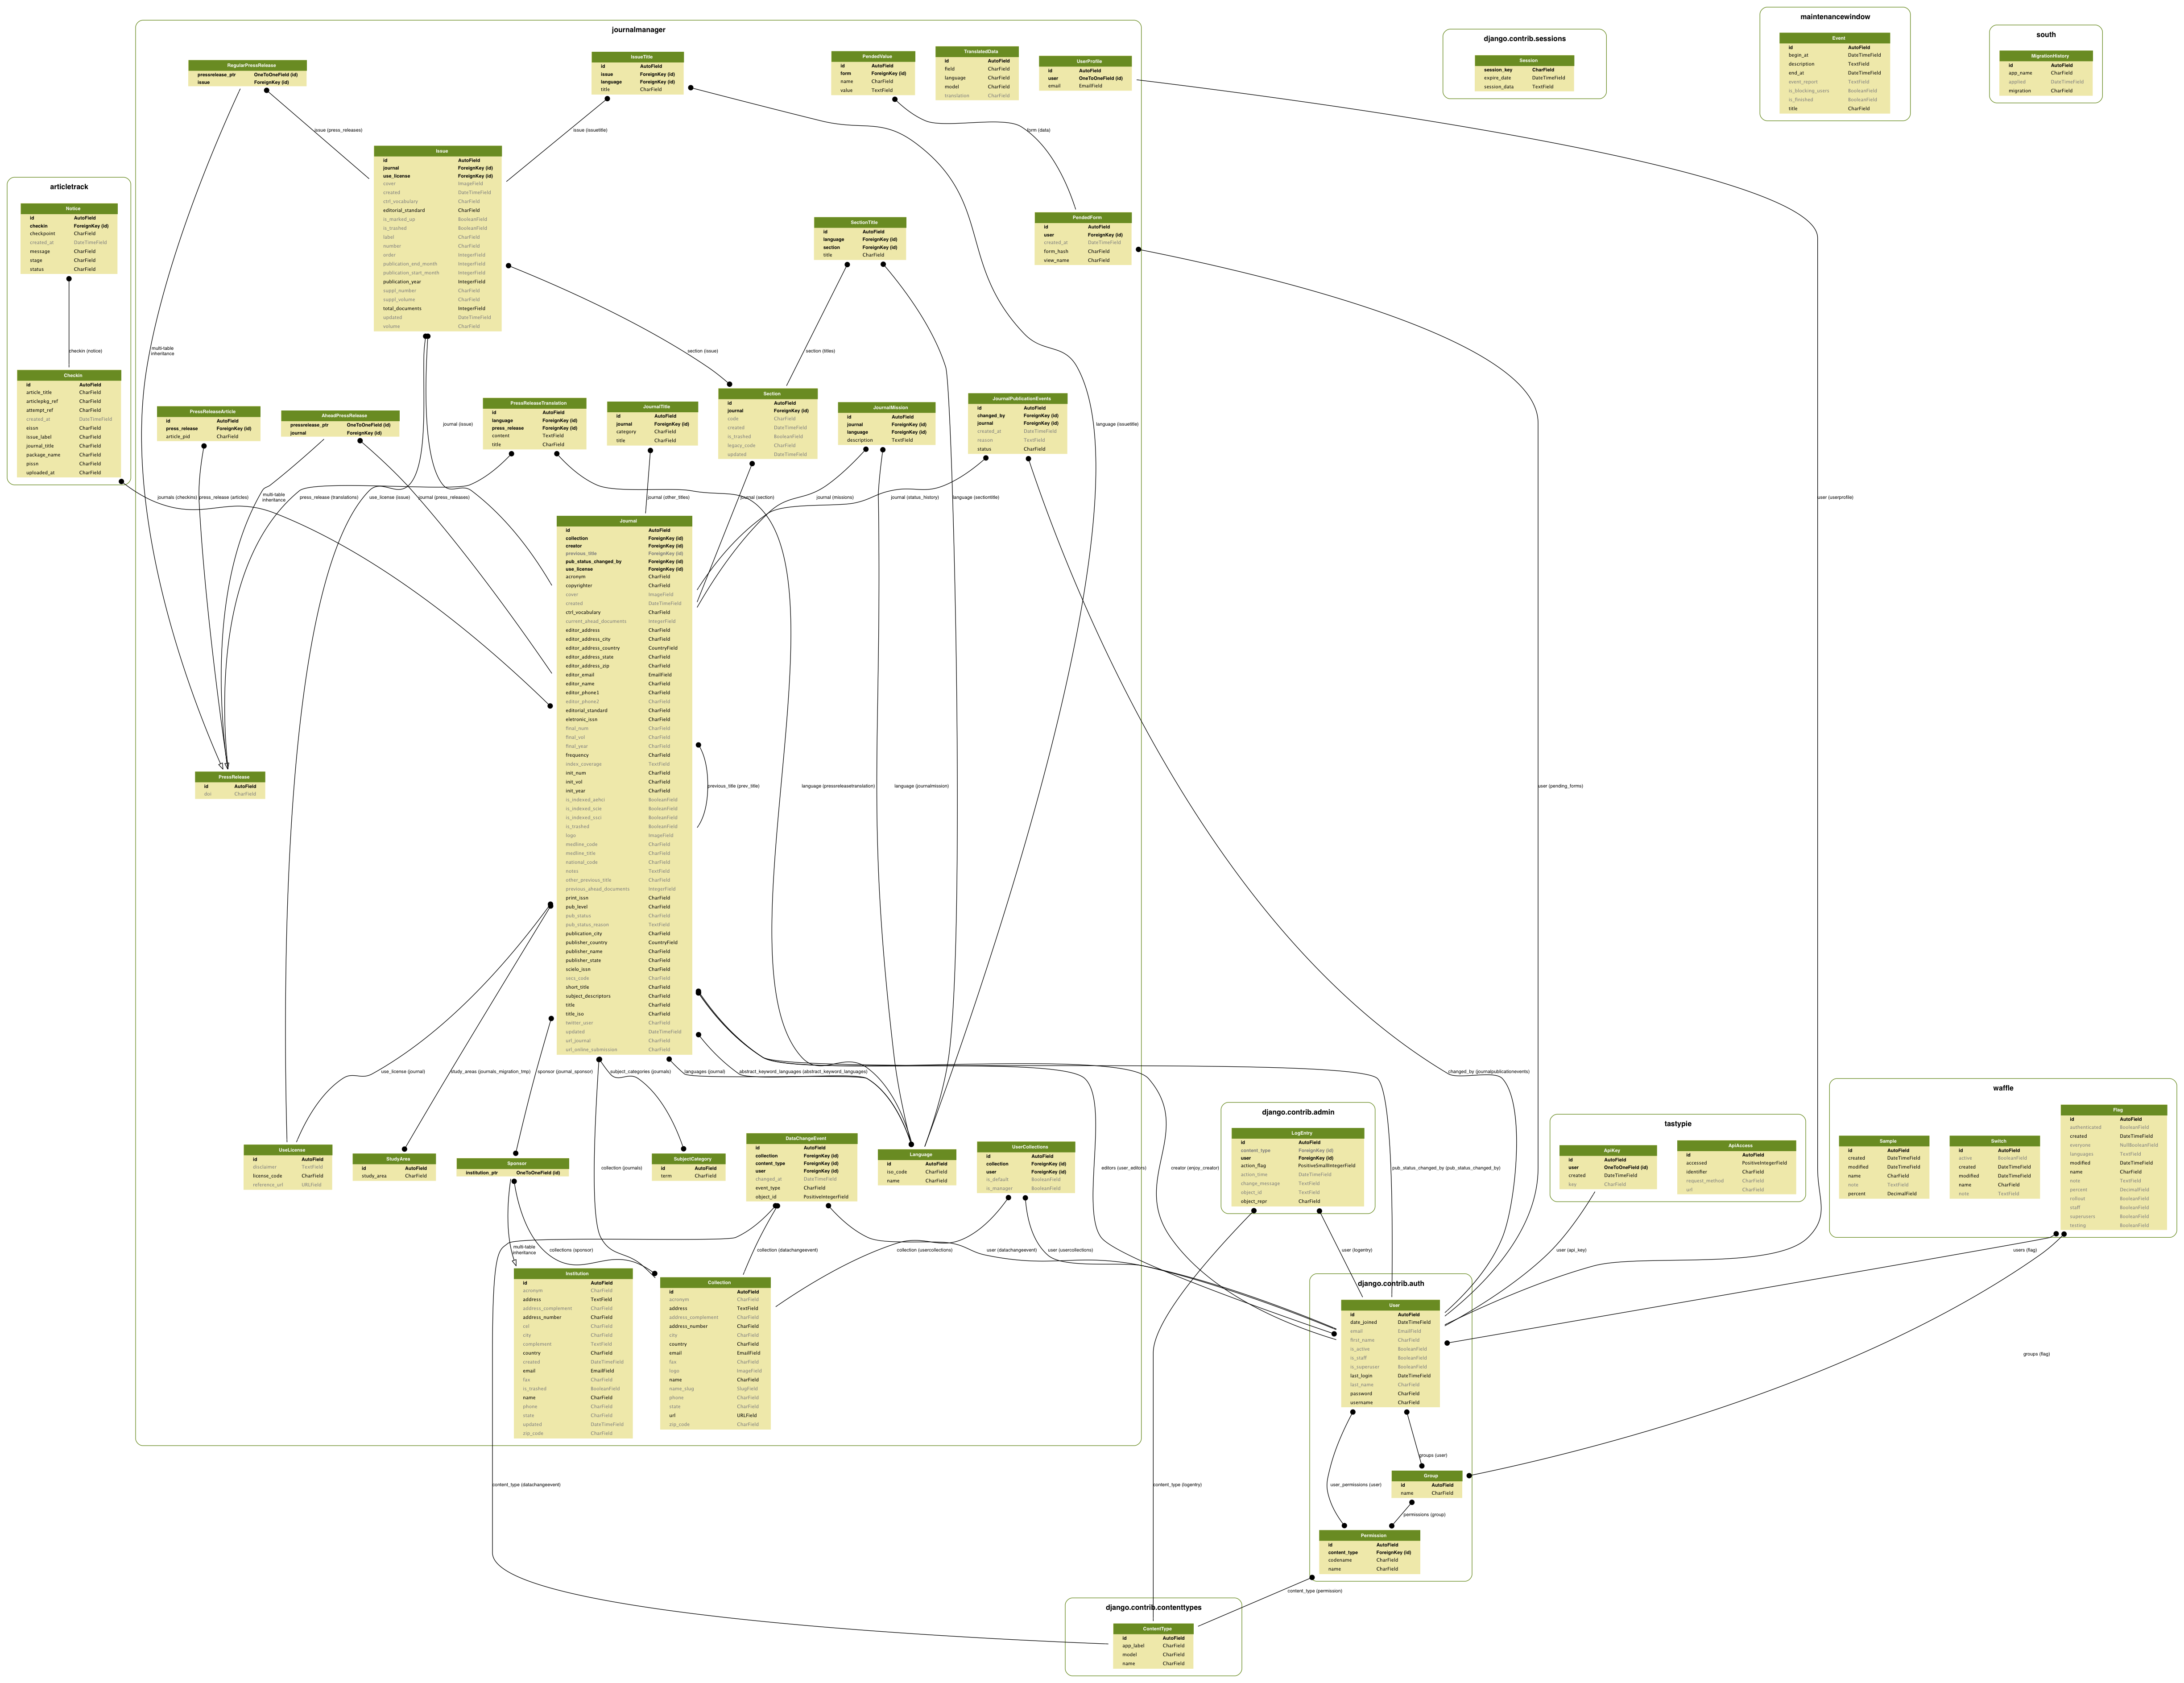 journalmanager
RegularPressRelease
pressrelease_ptr OneToOneField (id)
issue ForeignKey (id)
IssueTitle
id AutoField
issue ForeignKey (id)
language ForeignKey (id)
title CharField
PendedValue
id AutoField
form ForeignKey (id)
name CharField
value TextField
TranslatedData
id AutoField
field CharField
language CharField
model CharField
translation CharField
UserProfile
id AutoField
user OneToOneField (id)
email EmailField
django.contrib.sessions
Session
session_key CharField
expire_date DateTimeField
session_data TextField
maintenancewindow
Event
id AutoField
begin_at DateTimeField
description TextField
end_at DateTimeField
event_report TextField
is_blocking_users BooleanField
is_finished BooleanField
title CharField
south
MigrationHistory
id AutoField
app_name CharField
applied DateTimeField
migration CharField
issue (press_releases)
issue (issuetitle)
form (data)
Issue
id AutoField
journal ForeignKey (id)
use_license ForeignKey (id)
cover ImageField
created DateTimeField
ctrl_vocabulary CharField
editorial_standard CharField
is_marked_up BooleanField
is_trashed BooleanField
label CharField
number CharField
order IntegerField
publication_end_month IntegerField
publication_start_month IntegerField
publication_year IntegerField
suppl_number CharField
suppl_volume CharField
total_documents IntegerField
updated DateTimeField
volume CharField
articletrack
Notice
id AutoField
checkin ForeignKey (id)
checkpoint CharField
created_at DateTimeField
message CharField
stage CharField
status CharField
SectionTitle
id AutoField
language ForeignKey (id)
section ForeignKey (id)
title CharField
PendedForm
id AutoField
user ForeignKey (id)
created_at DateTimeField
form_hash CharField
view_name CharField
checkin (notice)
multi-table
inheritance
section (issue)
section (titles)
Checkin
id AutoField
article_title CharField
articlepkg_ref CharField
attempt_ref CharField
created_at DateTimeField
eissn CharField
issue_label CharField
journal_title CharField
package_name CharField
pissn CharField
uploaded_at CharField
PressReleaseArticle
id AutoField
press_release ForeignKey (id)
article_pid CharField
AheadPressRelease
pressrelease_ptr OneToOneField (id)
journal ForeignKey (id)
journal (issue)
PressReleaseTranslation
id AutoField
language ForeignKey (id)
press_release ForeignKey (id)
content TextField
title CharField
JournalTitle
id AutoField
journal ForeignKey (id)
category CharField
title CharField
Section
id AutoField
journal ForeignKey (id)
code CharField
created DateTimeField
is_trashed BooleanField
legacy_code CharField
updated DateTimeField
JournalMission
id AutoField
journal ForeignKey (id)
language ForeignKey (id)
description TextField
JournalPublicationEvents
id AutoField
changed_by ForeignKey (id)
journal ForeignKey (id)
created_at DateTimeField
reason TextField
status CharField
language (issuetitle)
journals (checkins)
press_release (articles)
multi-table
inheritance
press_release (translations)
use_license (issue)
journal (press_releases)
journal (other_titles)
journal (section)
journal (missions)
journal (status_history)
language (sectiontitle)
user (userprofile)
Journal
id AutoField
collection ForeignKey (id)
creator ForeignKey (id)
previous_title ForeignKey (id)
pub_status_changed_by ForeignKey (id)
use_license ForeignKey (id)
acronym CharField
copyrighter CharField
cover ImageField
created DateTimeField
ctrl_vocabulary CharField
current_ahead_documents IntegerField
editor_address CharField
editor_address_city CharField
editor_address_country CountryField
editor_address_state CharField
editor_address_zip CharField
editor_email EmailField
editor_name CharField
editor_phone1 CharField
editor_phone2 CharField
editorial_standard CharField
eletronic_issn CharField
final_num CharField
final_vol CharField
final_year CharField
frequency CharField
index_coverage TextField
init_num CharField
init_vol CharField
init_year CharField
is_indexed_aehci BooleanField
is_indexed_scie BooleanField
is_indexed_ssci BooleanField
is_trashed BooleanField
logo ImageField
medline_code CharField
medline_title CharField
national_code CharField
notes TextField
other_previous_title CharField
previous_ahead_documents IntegerField
print_issn CharField
pub_level CharField
pub_status CharField
pub_status_reason TextField
publication_city CharField
publisher_country CountryField
publisher_name CharField
publisher_state CharField
scielo_issn CharField
secs_code CharField
short_title CharField
subject_descriptors CharField
title CharField
title_iso CharField
twitter_user CharField
updated DateTimeField
url_journal CharField
url_online_submission CharField
PressRelease
id AutoField
doi CharField
previous_title (prev_title)
language (pressreleasetranslation)
language (journalmission)
user (pending_forms)
use_license (journal)
study_areas (journals_migration_tmp)
sponsor (journal_sponsor)
subject_categories (journals)
languages (journal)
abstract_keyword_languages (abstract_keyword_languages)
changed_by (journalpublicationevents)
UseLicense
id AutoField
disclaimer TextField
license_code CharField
reference_url URLField
StudyArea
id AutoField
study_area CharField
Sponsor
institution_ptr OneToOneField (id)
collection (journals)
SubjectCategory
id AutoField
term CharField
DataChangeEvent
id AutoField
collection ForeignKey (id)
content_type ForeignKey (id)
user ForeignKey (id)
changed_at DateTimeField
event_type CharField
object_id PositiveIntegerField
Language
id AutoField
iso_code CharField
name CharField
UserCollections
id AutoField
collection ForeignKey (id)
user ForeignKey (id)
is_default BooleanField
is_manager BooleanField
editors (user_editors)
creator (enjoy_creator)
django.contrib.admin
LogEntry
id AutoField
content_type ForeignKey (id)
user ForeignKey (id)
action_flag PositiveSmallIntegerField
action_time DateTimeField
change_message TextField
object_id TextField
object_repr CharField
pub_status_changed_by (pub_status_changed_by)
tastypie
ApiKey
id AutoField
user OneToOneField (id)
created DateTimeField
key CharField
ApiAccess
id AutoField
accessed PositiveIntegerField
identifier CharField
request_method CharField
url CharField
waffle
Sample
id AutoField
created DateTimeField
modified DateTimeField
name CharField
note TextField
percent DecimalField
Switch
id AutoField
active BooleanField
created DateTimeField
modified DateTimeField
name CharField
note TextField
Flag
id AutoField
authenticated BooleanField
created DateTimeField
everyone NullBooleanField
languages TextField
modified DateTimeField
name CharField
note TextField
percent DecimalField
rollout BooleanField
staff BooleanField
superusers BooleanField
testing BooleanField
multi-table
inheritance
collections (sponsor)
collection (datachangeevent)
collection (usercollections)
user (datachangeevent)
user (usercollections)
user (logentry)
user (api_key)
users (flag)
Institution
id AutoField
acronym CharField
address TextField
address_complement CharField
address_number CharField
cel CharField
city CharField
complement TextField
country CharField
created DateTimeField
email EmailField
fax CharField
is_trashed BooleanField
name CharField
phone CharField
state CharField
updated DateTimeField
zip_code CharField
Collection
id AutoField
acronym CharField
address TextField
address_complement CharField
address_number CharField
city CharField
country CharField
email EmailField
fax CharField
logo ImageField
name CharField
name_slug SlugField
phone CharField
state CharField
url URLField
zip_code CharField
django.contrib.auth
User
id AutoField
date_joined DateTimeField
email EmailField
first_name CharField
is_active BooleanField
is_staff BooleanField
is_superuser BooleanField
last_login DateTimeField
last_name CharField
password CharField
username CharField
groups (flag)
groups (user)
content_type (datachangeevent)
content_type (logentry)
user_permissions (user)
Group
id AutoField
name CharField
permissions (group)
Permission
id AutoField
content_type ForeignKey (id)
codename CharField
name CharField
content_type (permission)
django.contrib.contenttypes
ContentType
id AutoField
app_label CharField
model CharField
name CharField